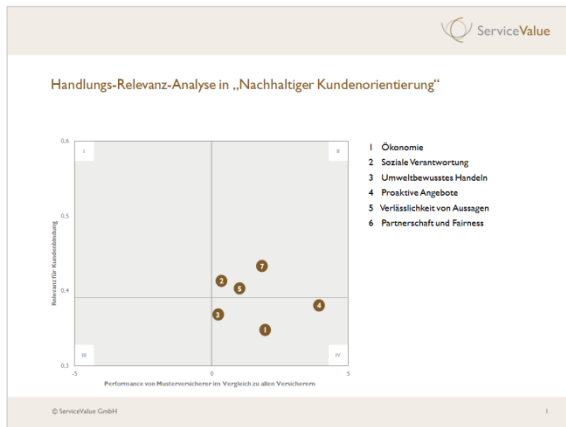 ServiceValue
Handlungs-Relevanz-Analyse in „Nachhaltiger Kundenorientierung“
0,6
I
II
1 Ökonomie
2 Soziale Verantwortung
3 Umweltbewusstes Handeln
4 Proaktive Angebote
5 Verlässlichkeit von Aussagen
6 Partnerschaft und Fairness
0,5
Relevanz für Kundenbindung
7
2
5
0,4
4
3
1
III
IV
0,3
-5
0
5
Performance von Musterversicherer im Vergleich zu allen Versicherern
© ServiceValue GmbH
1